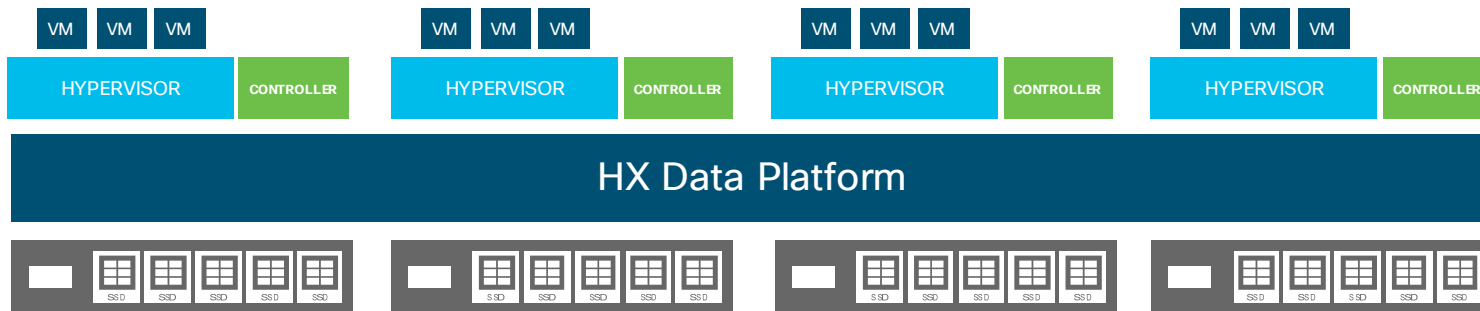 VM VM VM VM VM VM VM VM VM VM VM VM
HYPERVISOR CONTROLLER HYPERVISOR CONTROLLER HYPERVISOR CONTROLLER HYPERVISOR CONTROLLER
HX Data Platform
SSD SSD SSD SSD SSD SSD SSD SSD SSD SSD SSD SSD SSD SSD SSD SSD SSD SSD SSD SSD